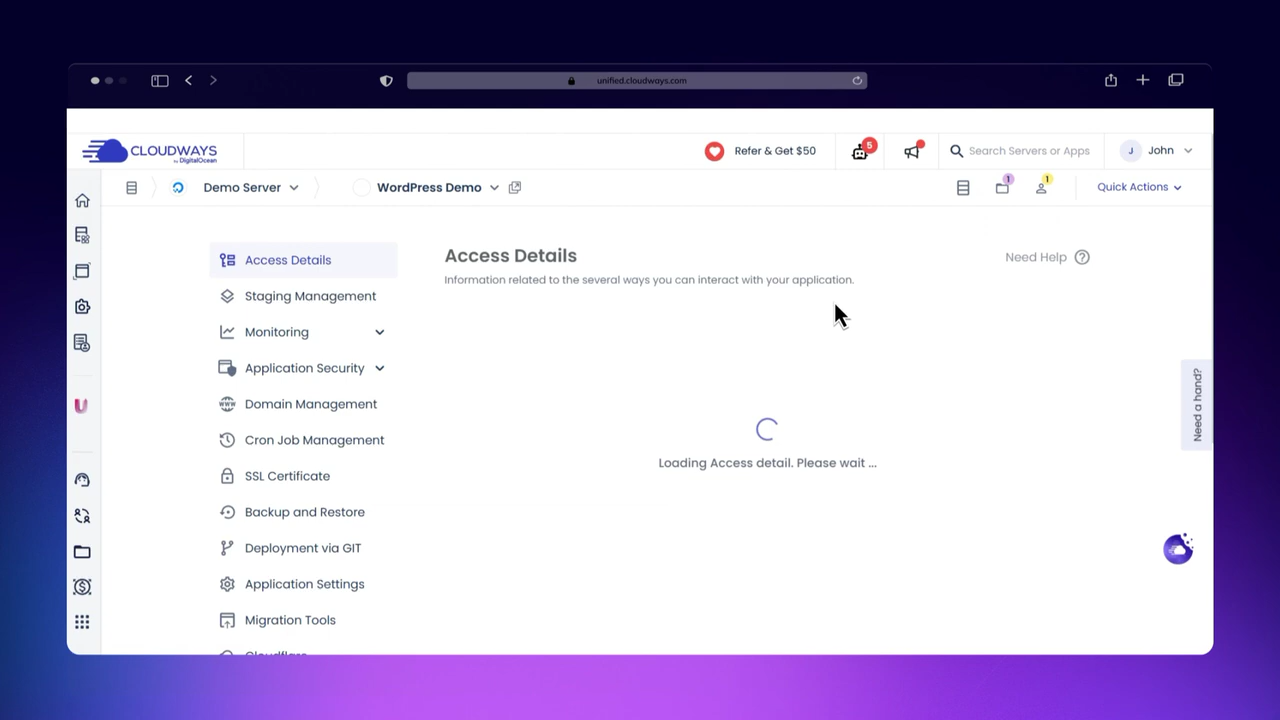 unified.cloudways.com
CLOUDWAYS
by DigitalOcean
Refer & Get $50
5
Search Servers or Apps
J
John
Demo Server
WordPress Demo
1
1
Quick Actions
Access Details
Staging Management
Monitoring
Application Security
Domain Management
Cron Job Management
SSL Certificate
Backup and Restore
Deployment via GIT
Application Settings
Migration Tools
Cloudflare
Access Details
Need Help
Information related to the several ways you can interact with your application.
Loading Access detail. Please wait ...
Need a hand?
U
WWW